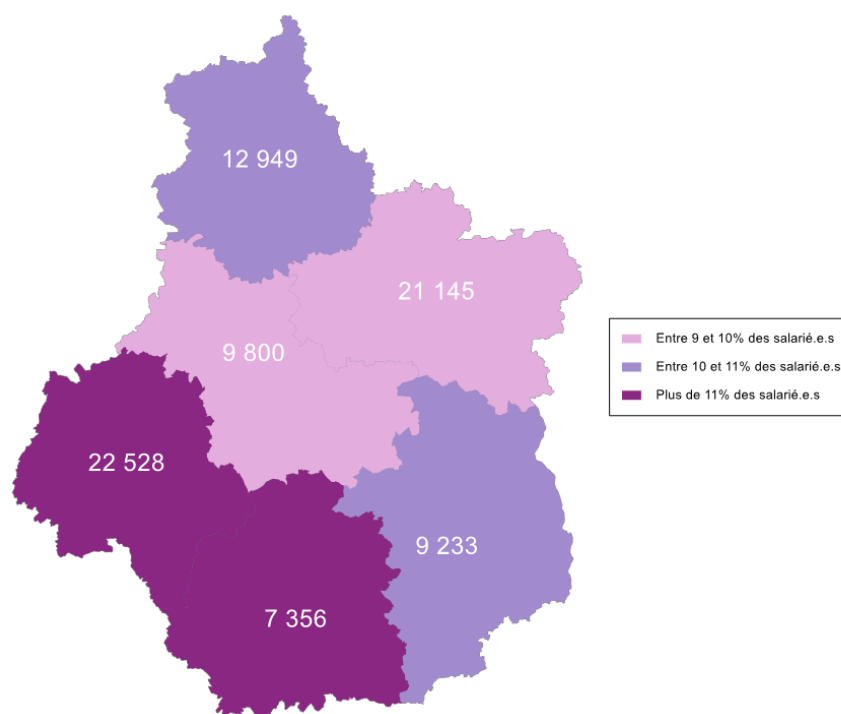 12 949
21 145
9 800
22 528
9 233
7 356
Entre 9 et 10% des salarié.e.s
Entre 10 et 11% des salarié.e.s
Plus de 11% des salarié.e.s